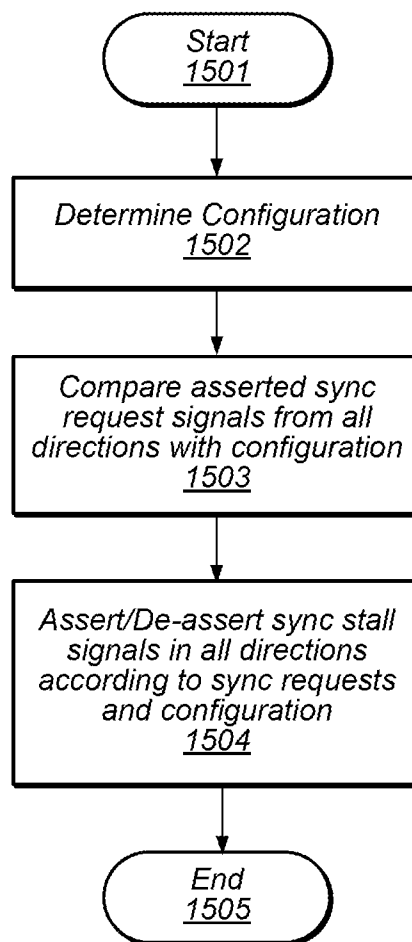 Start
1501
Determine Configuration
1502
Compare asserted sync
request signals from all
directions with configuration
1503
Assert/De-assert sync stall
signals in all directions
according to sync requests
and configuration
1504
End
1505